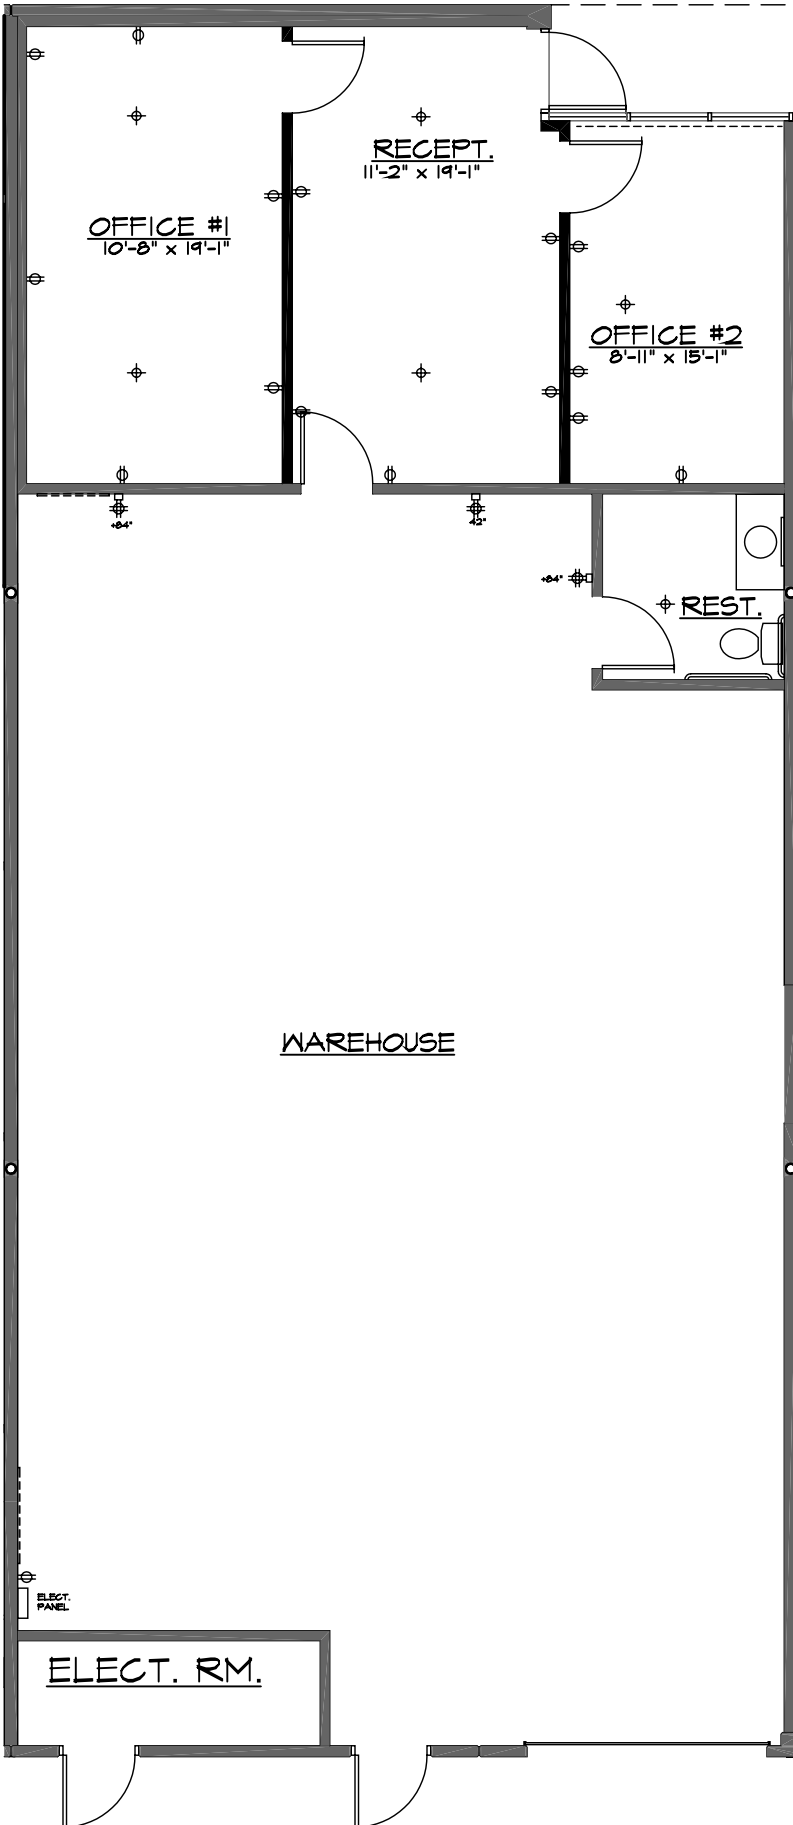 RECEPT.
11'-2" x 19'-1"
OFFICE #1
10'-8" x 19'-1"
OFFICE #2
8'-11" x 15'-1"
+84"
42"
+84"
REST.
WAREHOUSE
ELECT.
PANEL
ELECT. RM.